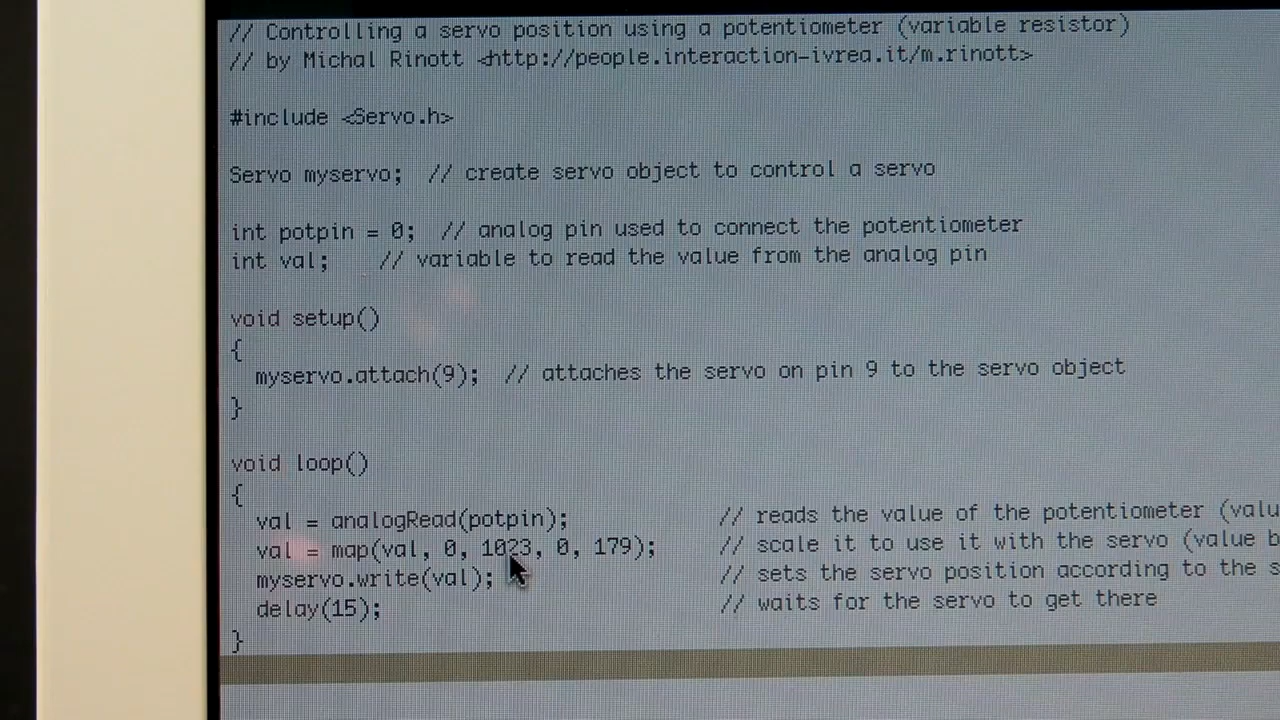 // Controlling a servo position using a potentiometer (variable resistor)
// by Michal Rinott <http://people.interaction-ivrea.it/m.rinott>
#include <Servo.h>
Servo myservo;  // create servo object to control a servo
int potpin = 0;  // analog pin used to connect the potentiometer
int val;    // variable to read the value from the analog pin
void setup()
{
  myservo.attach(9);  // attaches the servo on pin 9 to the servo object
}
void loop()
{
  val = analogRead(potpin);            // reads the value of the potentiometer (valu
  val = map(val, 0, 1023, 0, 179);     // scale it to use it with the servo (value b
  myservo.write(val);                  // sets the servo position according to the s
  delay(15);                           // waits for the servo to get there
}